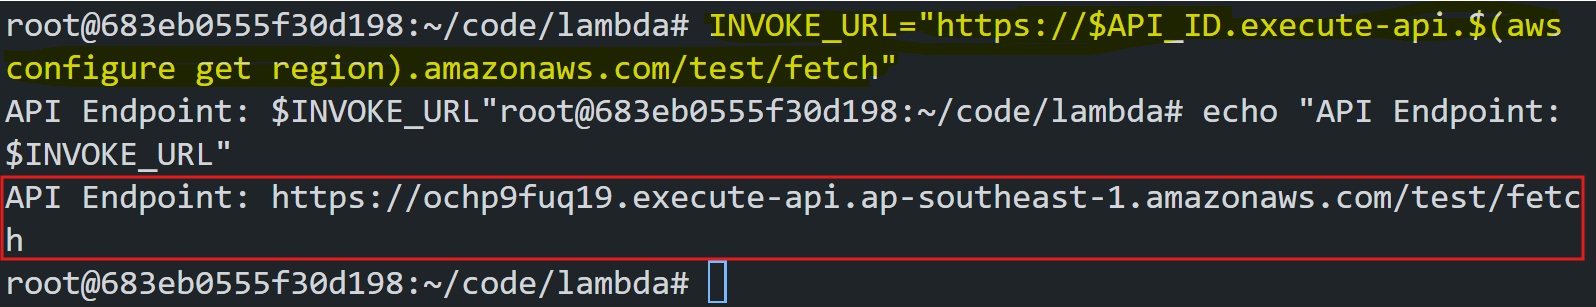 root@683eb0555f30d198:~/code/lambda# INVOKE_URL="https://$API_ID.execute-api.$(aws
configure get region).amazonaws.com/test/fetch"
API Endpoint: $INVOKE_URL"root@683eb0555f30d198:~/code/lambda# echo "API Endpoint:
$INVOKE_URL"
API Endpoint: https://ochp9fuq19.execute-api.ap-southeast-1.amazonaws.com/test/fetc
h
root@683eb0555f30d198:~/code/lambda#